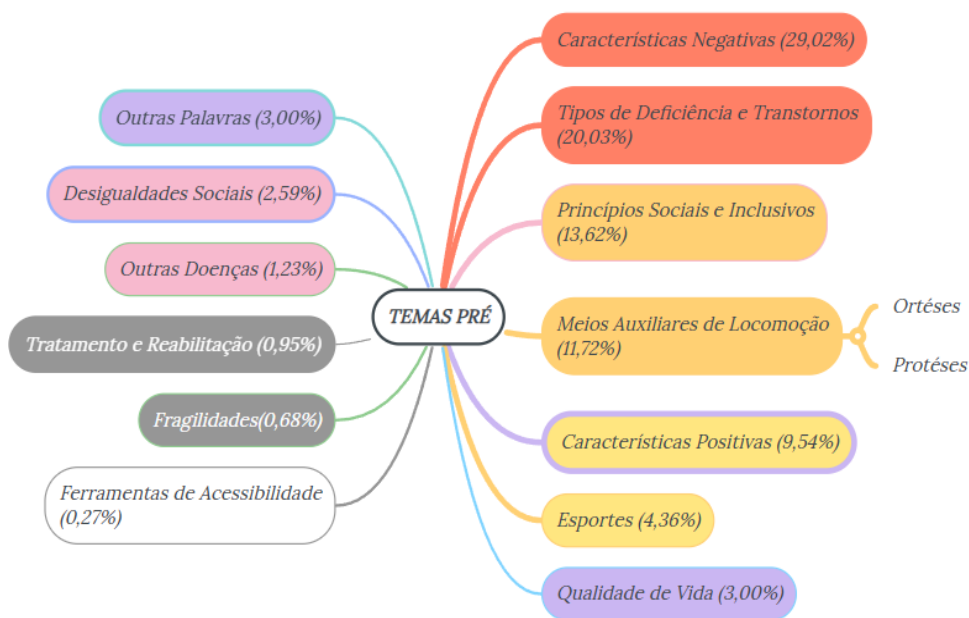 TEMAS PRÉ
Características Negativas (29,02%)
Tipos de Deficiência e Transtornos
(20,03%)
Princípios Sociais e Inclusivos
(13,62%)
Meios Auxiliares de Locomoção
(11,72%)
Ortéses
Protéses
Características Positivas (9,54%)
Esportes (4,36%)
Qualidade de Vida (3,00%)
Outras Palavras (3,00%)
Desigualdades Sociais (2,59%)
Outras Doenças (1,23%)
Tratamento e Reabilitação (0,95%)
Fragilidades(0,68%)
Ferramentas de Acessibilidade
(0,27%)